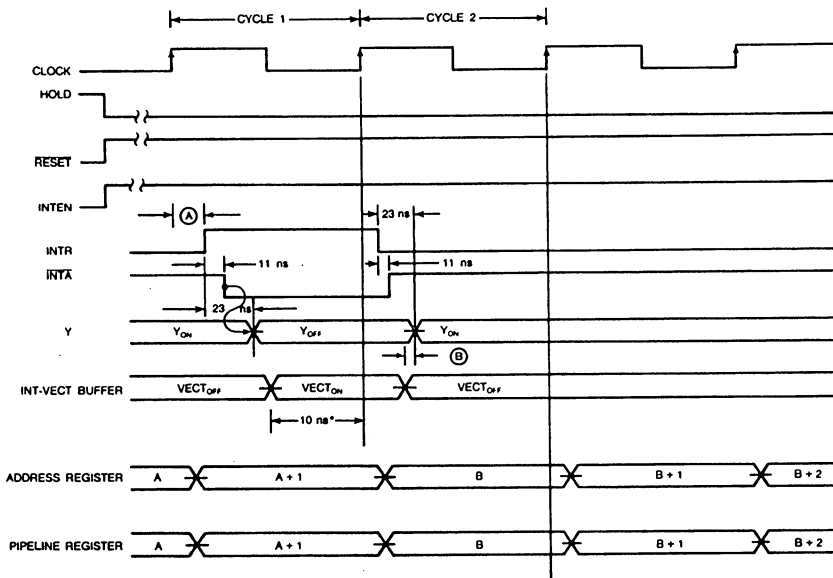 CYCLE 1 CYCLE 2
CLOCK
HOLD
RESET
INTEN
A 23 ns
INTR
11 ns 11 ns
INTA
23 ns
Y YON YOFF YON
B
INT-VECT BUFFER VECTOFF VECTON VECTOFF
10 ns*
ADDRESS REGISTER A A + 1 B B + 1 B + 2
PIPELINE REGISTER A A + 1 B B + 1 B + 2